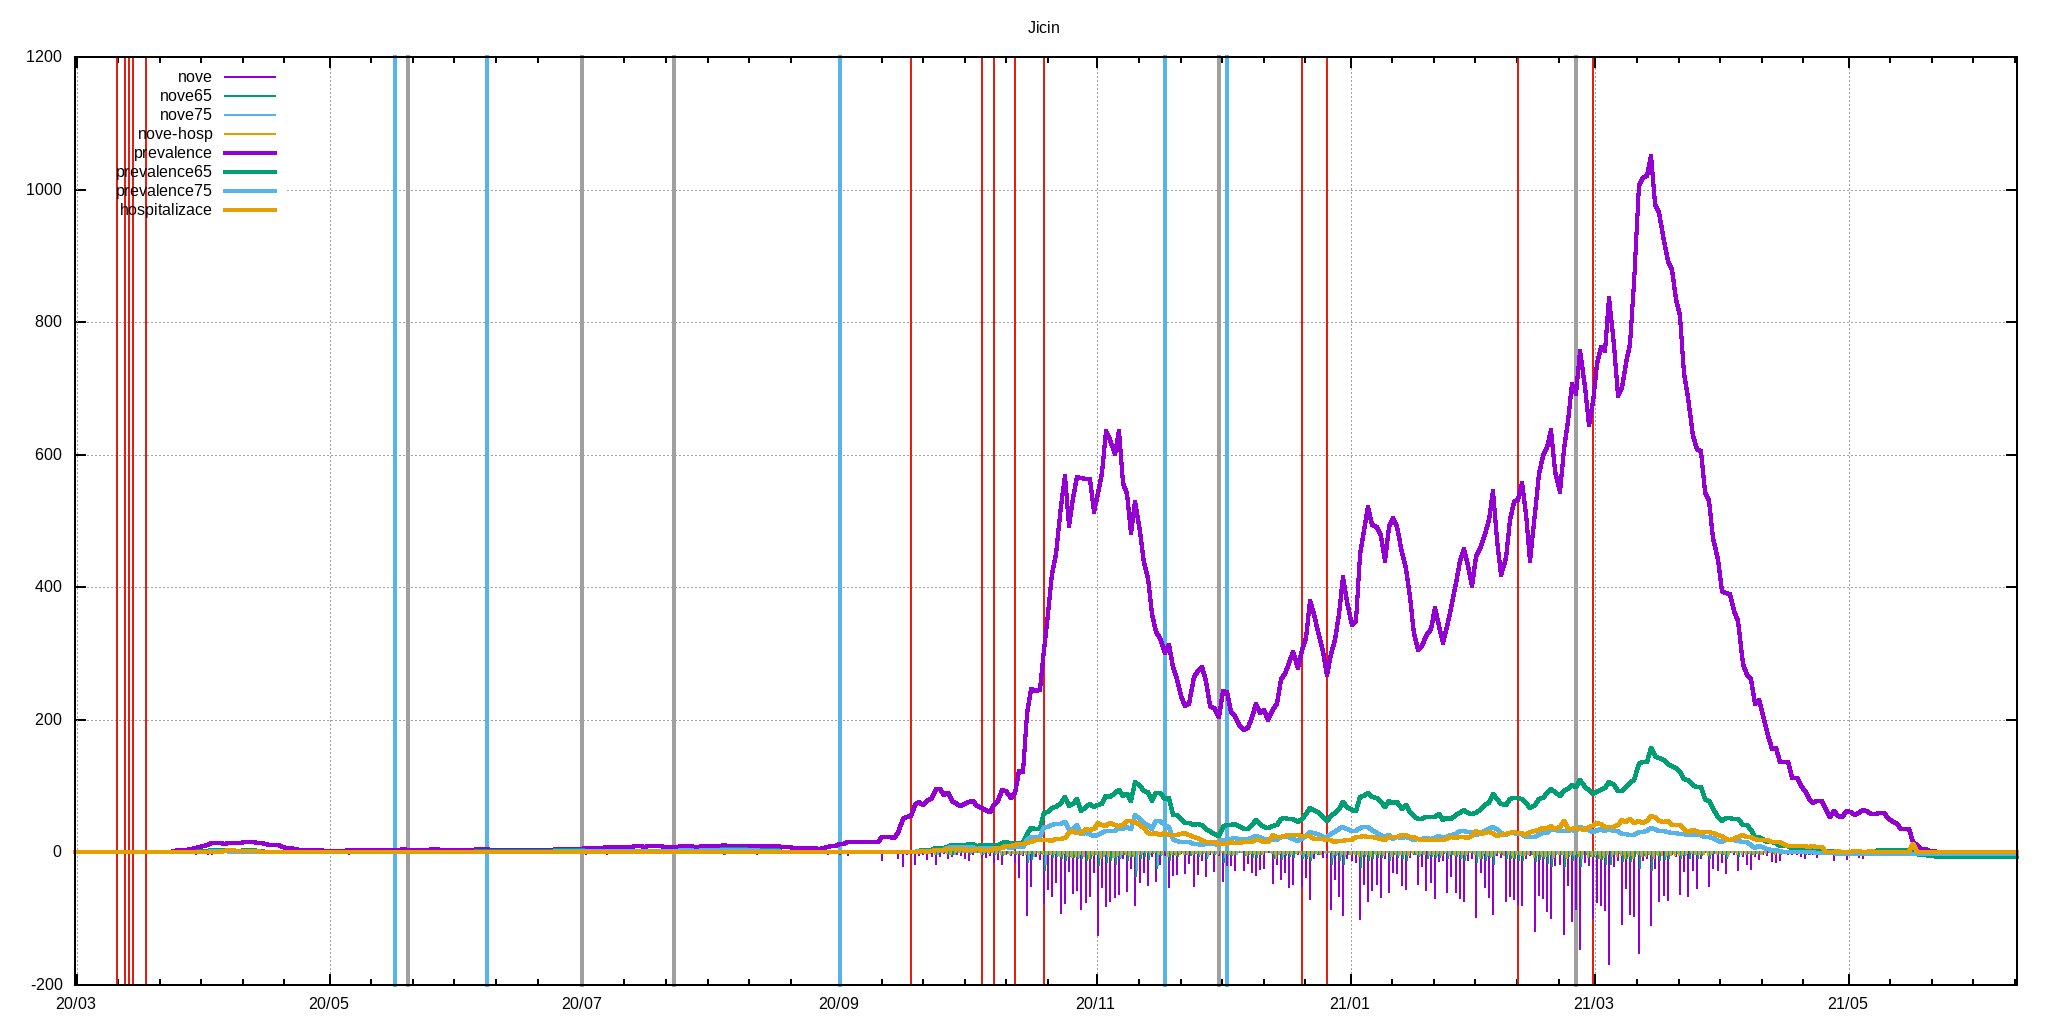 Jicin
1200
1000
800
600
400
200
0
-200
nove
nove65
nove75
nove-hosp
prevalence
prevalence65
prevalence75
hospitalizace
20/03 20/05 20/07 20/09 20/11 21/01 21/03 21/05